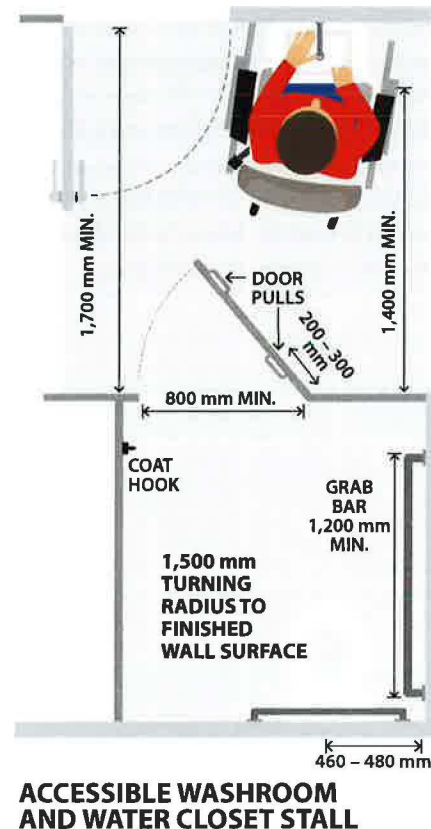 1,700 mm MIN.
1,400 mm MIN.
DOOR
PULLS
200 – 300
mm
800 mm MIN.
COAT
HOOK
GRAB
BAR
1,200 mm
MIN.
1,500 mm
TURNING
RADIUS TO
FINISHED
WALL SURFACE
460 – 480 mm
ACCESSIBLE WASHROOM
AND WATER CLOSET STALL